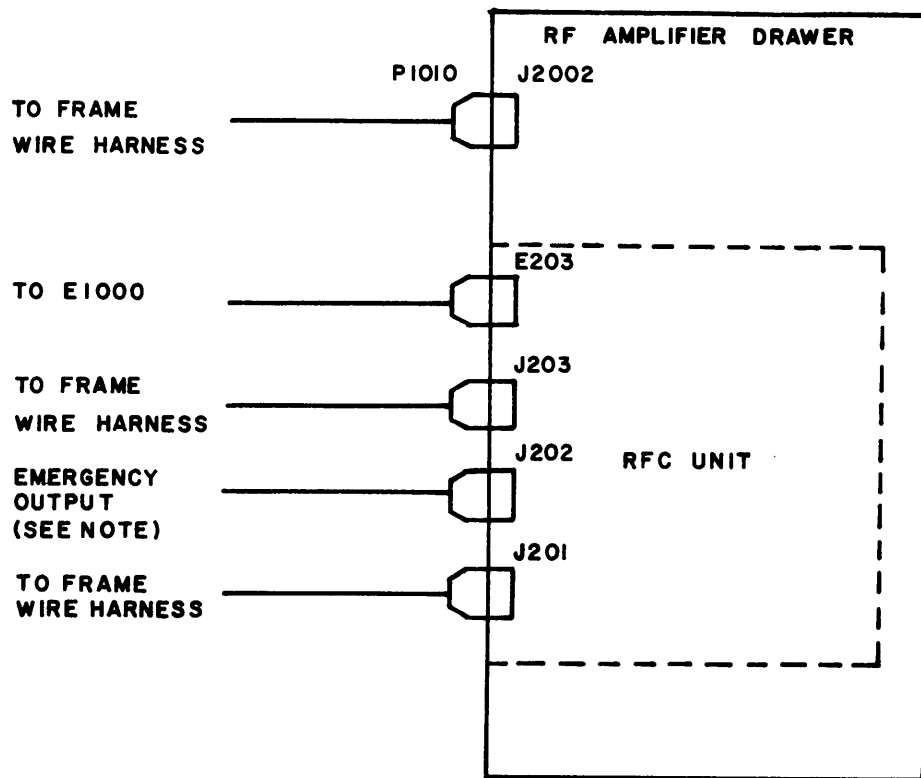 RF AMPLIFIER DRAWER
P1010 J2002
TO FRAME
WIRE HARNESS
E203
TO E1000
J203
TO FRAME
WIRE HARNESS
J202
EMERGENCY
OUTPUT
(SEE NOTE)
RFC UNIT
J201
TO FRAME
WIRE HARNESS